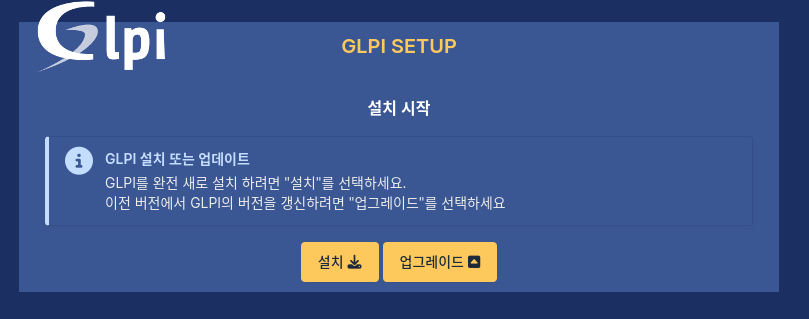 Glpi
GLPI SETUP
설치 시작
GLPI 설치 또는 업데이트
GLPI를 완전 새로 설치 하려면 "설치"를 선택하세요.
이전 버전에서 GLPI의 버전을 갱신하려면 "업그레이드"를 선택하세요
설치
업그레이드